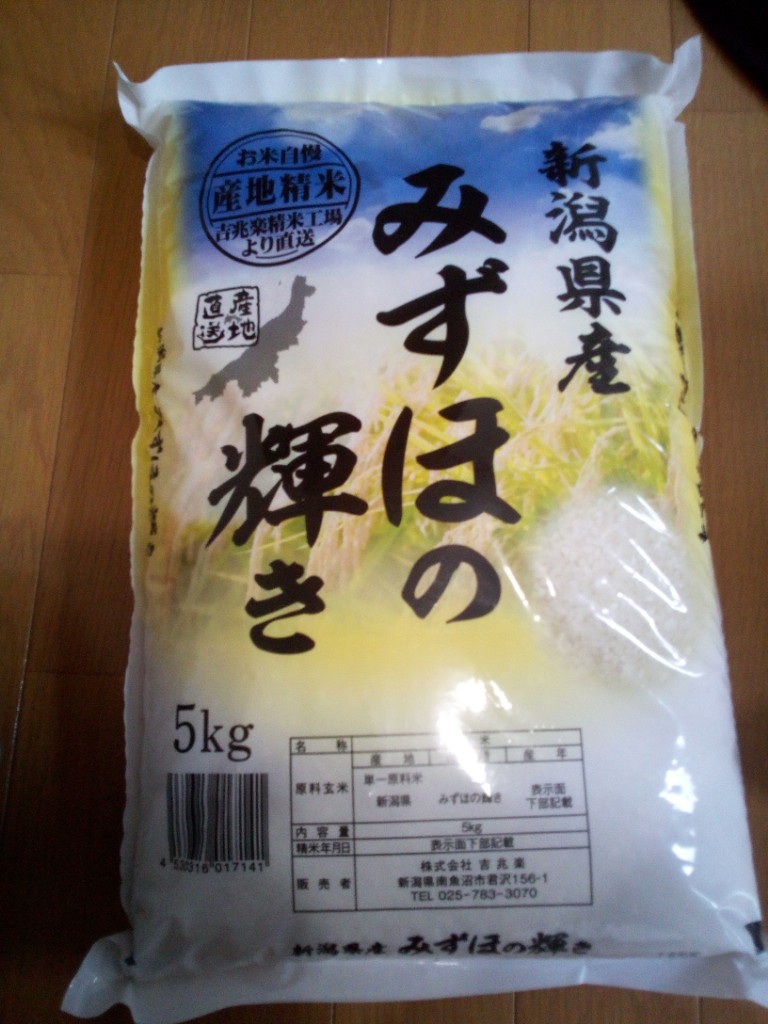 新潟県産
みずほの
輝き
お米自慢
産地精米
吉兆楽精米工場
より直送
産地
直送
5kg
4 530316 017141
名 称 米
原料玄米 産 地 産 年
単一原料米
新潟県 みずほの輝き 表示面
下部記載
内 容 量 5kg
精米年月日 表示面下部記載
販 売 者 株式会社 吉兆楽
新潟県南魚沼市君沢156-1
TEL 025-783-3070
新潟県産 みずほの輝き